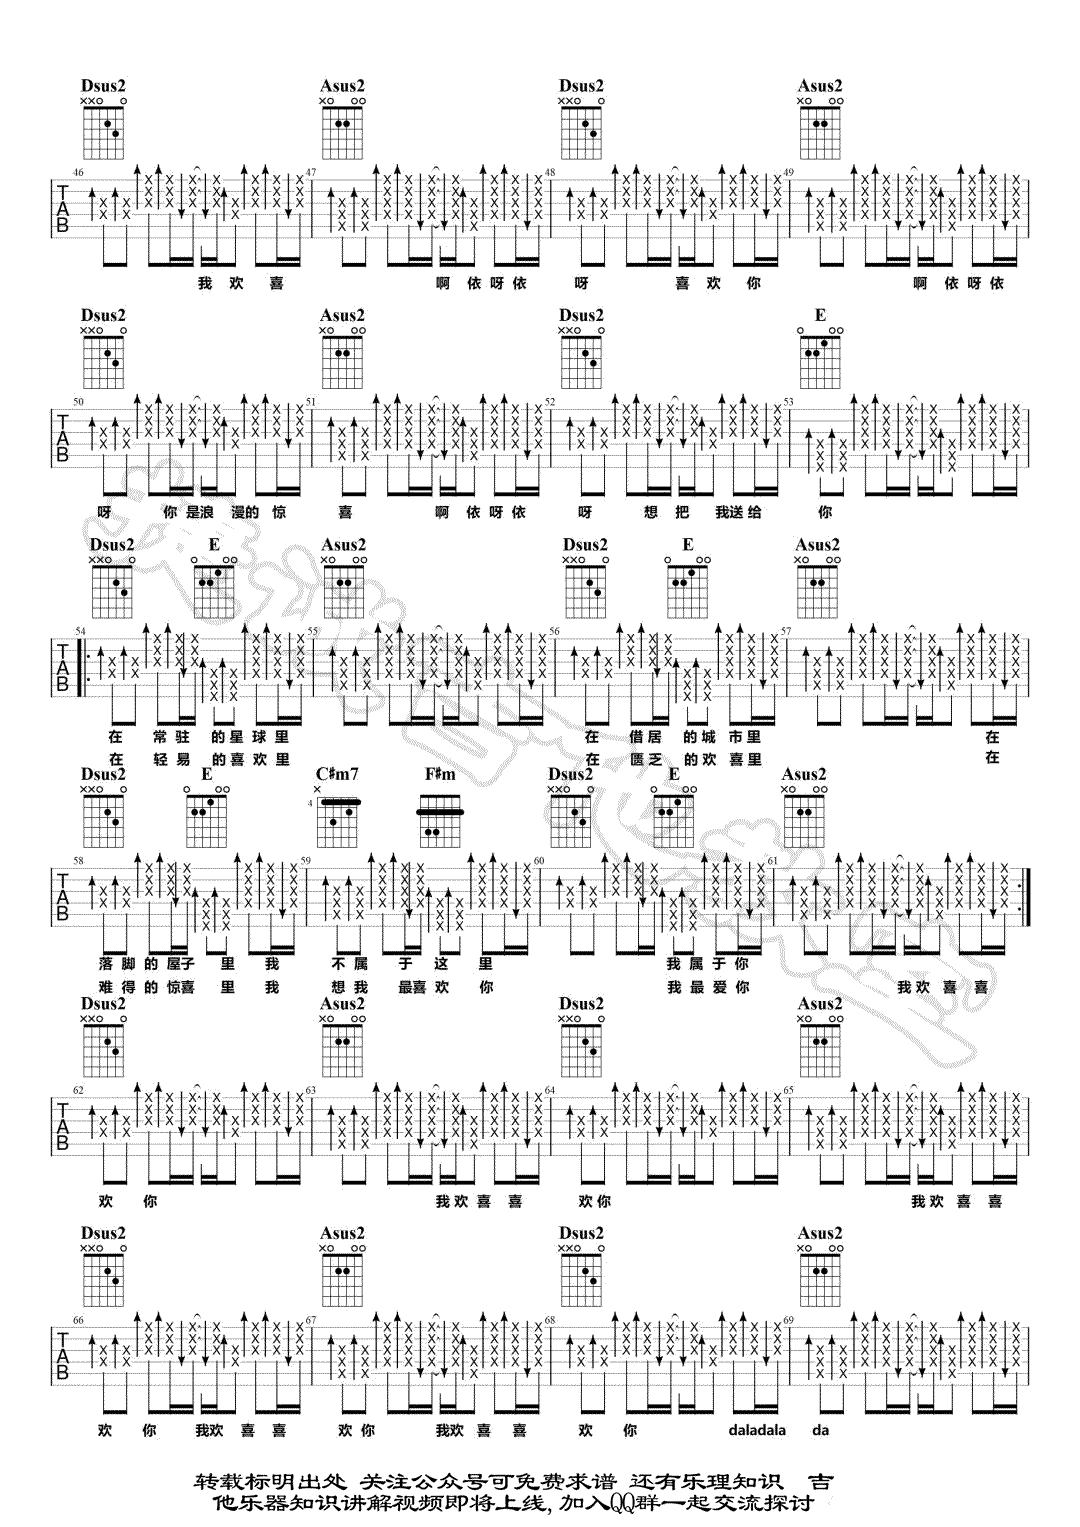 Dsus2 Asus2 Dsus2 Asus2
46 47 48 49
TAB
我 欢 喜 啊 依 呀 依 呀 喜 欢 你 啊 依 呀 依
Dsus2 Asus2 Dsus2 E
50 51 52 53
TAB
呀 你 是 浪 漫 的 惊 喜 啊 依 呀 依 呀 想 把 我 送 给 你
Dsus2 E Asus2 Dsus2 E Asus2
54 55 56 57
TAB
在 常 驻 的 星 球 里 在 借 居 的 城 市 里 在
在 轻 易 的 喜 欢 里 在 匮 乏 的 欢 喜 里 在
Dsus2 E C#m7 F#m Dsus2 E Asus2
4
58 59 60 61
TAB
落 脚 的 屋 子 里 我 不 属 于 这 里 我 属 于 你
难 得 的 惊 喜 里 我 想 我 最 喜 欢 你 我 最 爱 你 我 欢 喜 喜
Dsus2 Asus2 Dsus2 Asus2
62 63 64 65
TAB
欢 你 我 欢 喜 喜 欢 你 我 欢 喜 喜
Dsus2 Asus2 Dsus2 Asus2
66 67 68 69
TAB
欢 你 我 欢 喜 喜 欢 你 我 欢 喜 喜 欢 你 daladala da
转载标明出处 关注公众号可免费求谱 还有乐理知识 吉
他乐器知识讲解视频即将上线,加入QQ群一起交流探讨